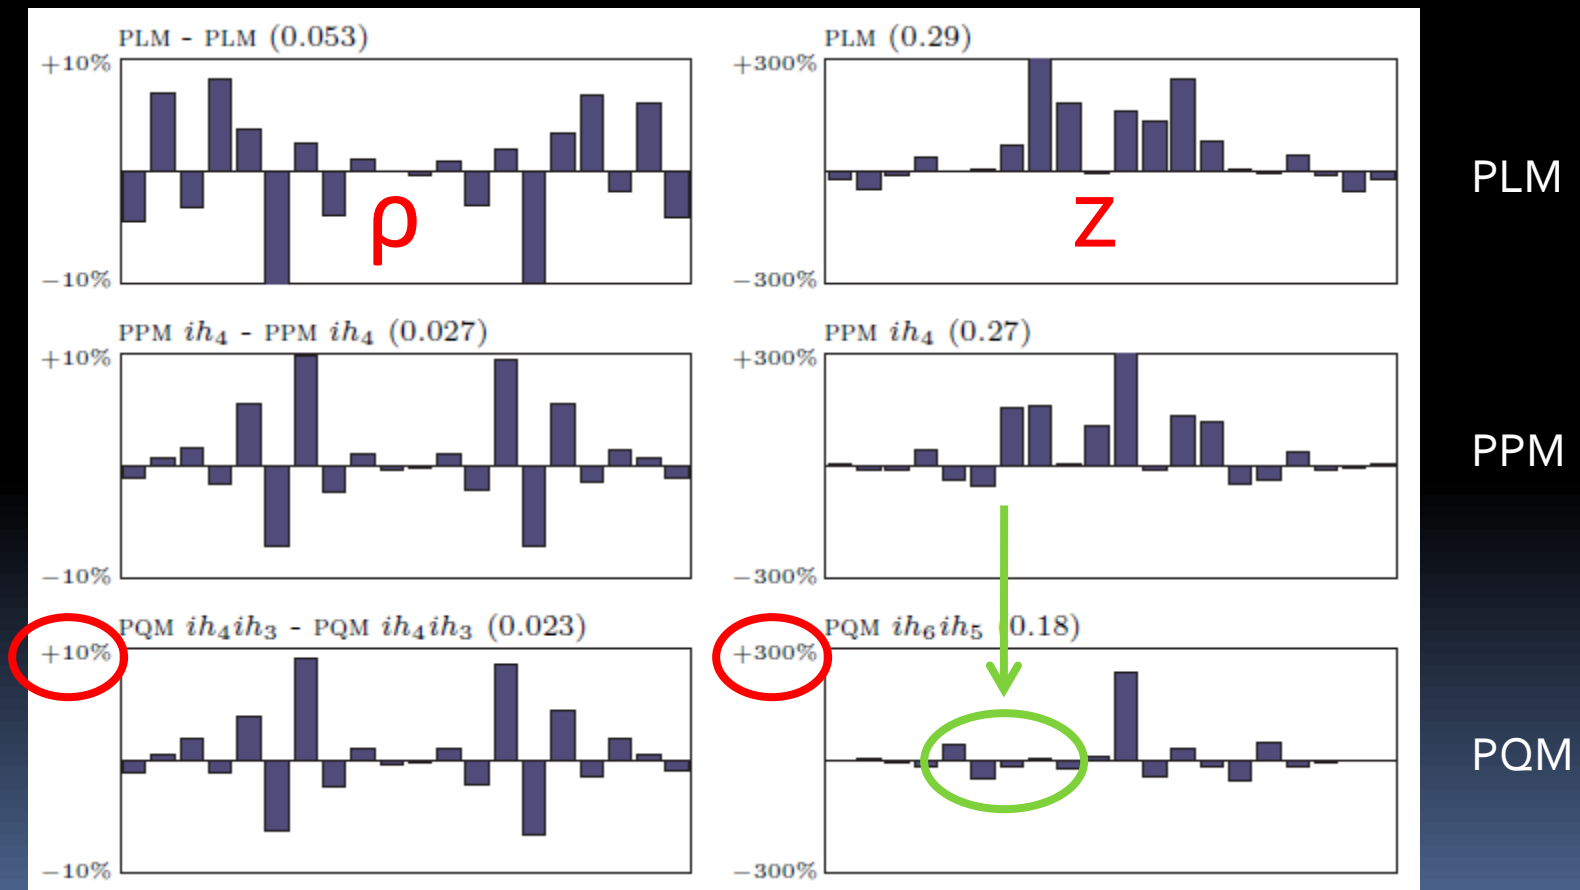 PLM - PLM (0.053)
+10%
ρ
−10%
PLM (0.29)
+300%
z
−300%
PLM
PPM ih₄ - PPM ih₄ (0.027)
+10%
−10%
PPM ih₄ (0.27)
+300%
−300%
PPM
PQM ih₄ih₃ - PQM ih₄ih₃ (0.023)
+10%
−10%
PQM ih₆ih₅ (0.18)
+300%
−300%
PQM